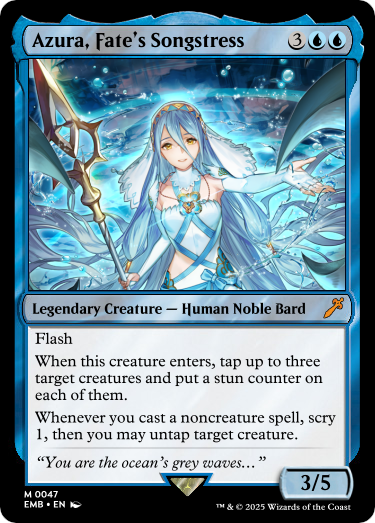 Azura, Fate's Songstress 3
Legendary Creature — Human Noble Bard
Flash
When this creature enters, tap up to three
target creatures and put a stun counter on
each of them.
Whenever you cast a noncreature spell, scry
1, then you may untap target creature.
“You are the ocean's grey waves...”
3/5
M 0047
EMB • EN
™ & © 2025 Wizards of the Coast